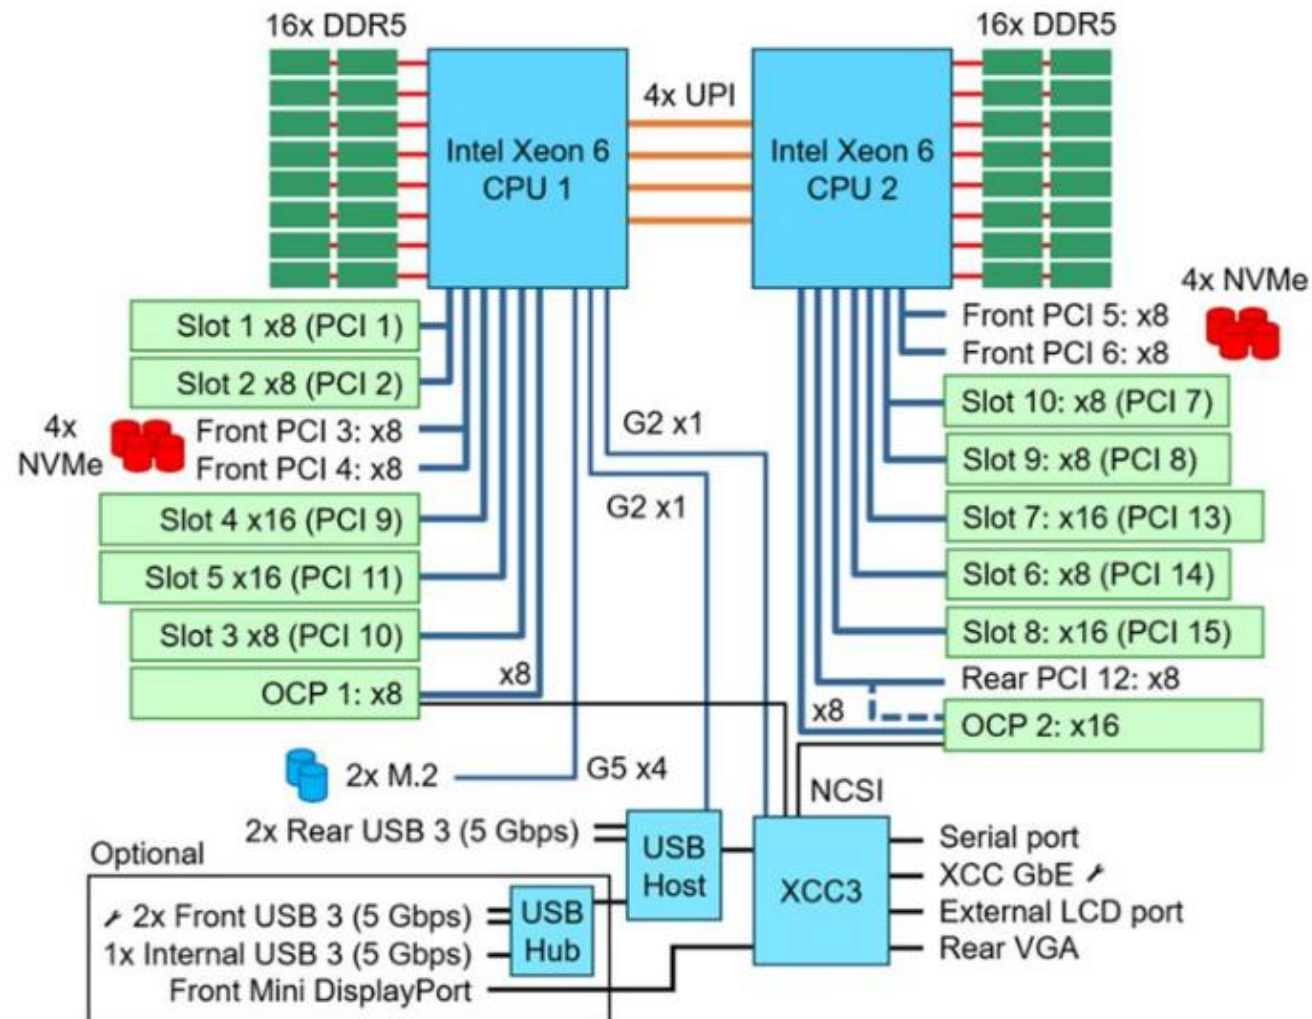 16x DDR5
16x DDR5
4x UPI
Intel Xeon 6
CPU 1
Intel Xeon 6
CPU 2
Slot 1 x8 (PCI 1)
Slot 2 x8 (PCI 2)
4x
NVMe
Front PCI 3: x8
Front PCI 4: x8
Slot 4 x16 (PCI 9)
Slot 5 x16 (PCI 11)
Slot 3 x8 (PCI 10)
x8
OCP 1: x8
G2 x1
G2 x1
4x NVMe
Front PCI 5: x8
Front PCI 6: x8
Slot 10: x8 (PCI 7)
Slot 9: x8 (PCI 8)
Slot 7: x16 (PCI 13)
Slot 6: x8 (PCI 14)
Slot 8: x16 (PCI 15)
Rear PCI 12: x8
x8
OCP 2: x16
2x M.2
G5 x4
NCSI
2x Rear USB 3 (5 Gbps)
USB
Host
XCC3
Serial port
XCC GbE
External LCD port
Rear VGA
Optional
2x Front USB 3 (5 Gbps)
1x Internal USB 3 (5 Gbps)
USB
Hub
Front Mini DisplayPort